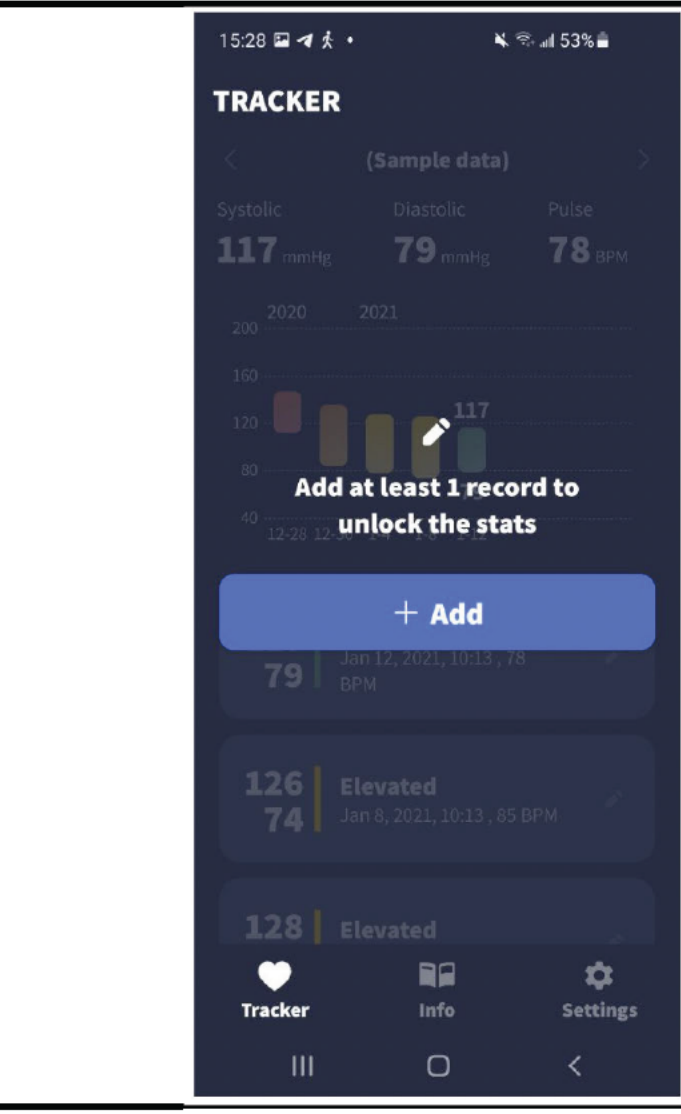 15:28 53%
TRACKER
(Sample data)
Systolic Diastolic Pulse
117 mmHg 79 mmHg 78 BPM
2020 2021
200
160
120 117
80
Add at least 1 record to
40 unlock the stats
12-28
+ Add
79 Jan 12, 2021, 10:13 , 78
BPM
126 Elevated
74 Jan 8, 2021, 10:13 , 85 BPM
128 Elevated
Tracker Info Settings